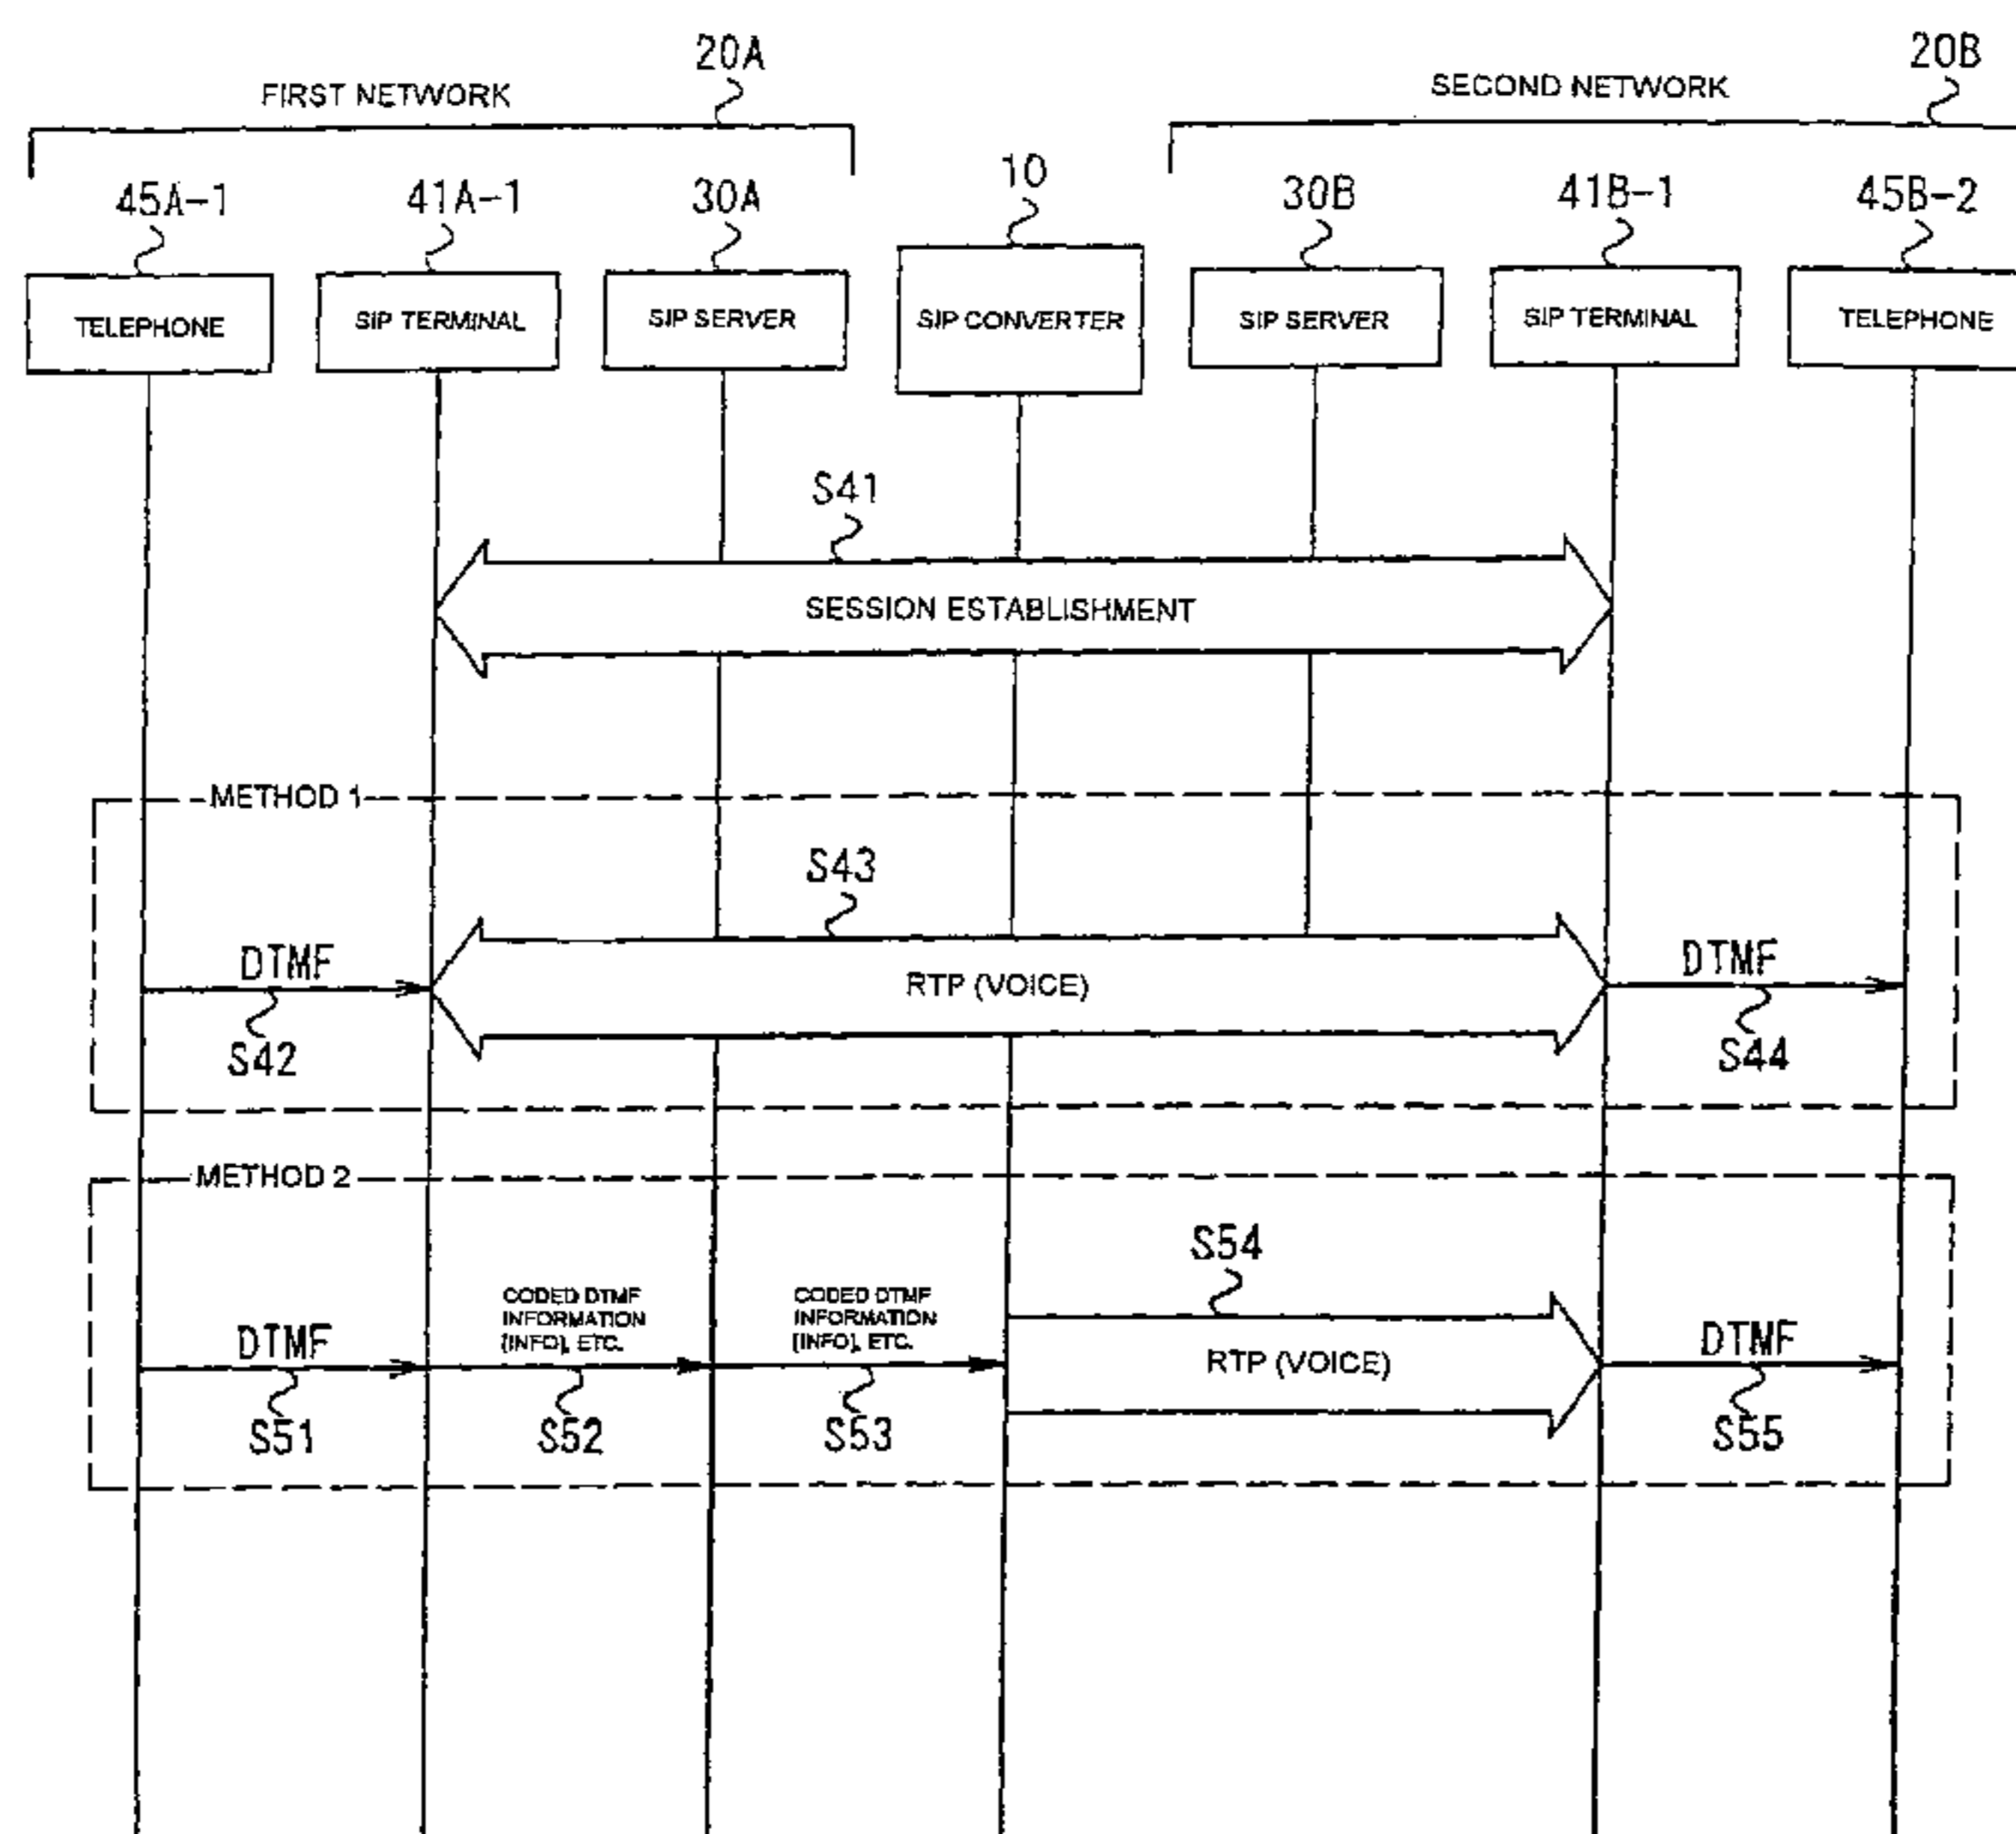 20A
20B
FIRST NETWORK
SECOND NETWORK
45A-1
41A-1
30A
10
30B
41B-1
45B-2
TELEPHONE
SIP TERMINAL
SIP SERVER
SIP CONVERTER
SIP SERVER
SIP TERMINAL
TELEPHONE
S41
SESSION ESTABLISHMENT
METHOD 1
S43
DTMF
RTP (VOICE)
DTMF
S42
S44
METHOD 2
S54
DTMF
CODED DTMF
INFORMATION
[INFO], ETC.
CODED DTMF
INFORMATION
[INFO], ETC.
RTP (VOICE)
DTMF
S51
S52
S53
S55